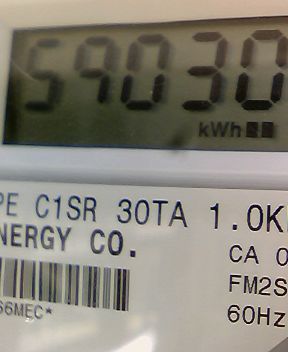 59030
kWh
PE C1SR 30TA 1.0K
NERGY CO.
CA 0
FM2S
66MEC*
60Hz